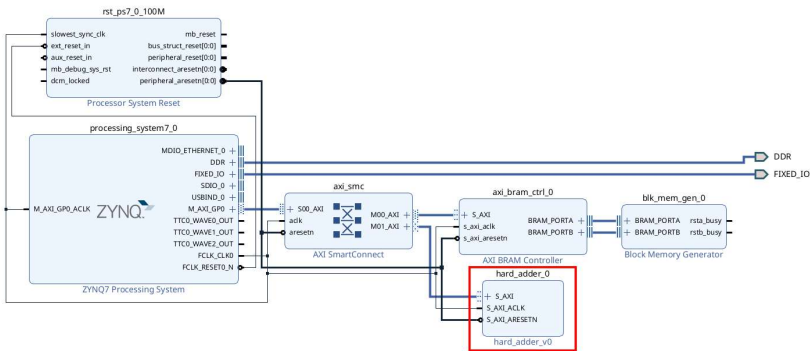 rst_ps7_0_100M
slowest_sync_clk
ext_reset_in
aux_reset_in
mb_debug_sys_rst
dcm_locked
mb_reset
bus_struct_reset[0:0]
peripheral_reset[0:0]
interconnect_aresetn[0:0]
peripheral_aresetn[0:0]
Processor System Reset
processing_system7_0
M_AXI_GP0_ACLK
ZYNQ
MDIO_ETHERNET_0
DDR
FIXED_IO
SDIO_0
USBIND_0
M_AXI_GP0
TTC0_WAVE0_OUT
TTC0_WAVE1_OUT
TTC0_WAVE2_OUT
FCLK_CLK0
FCLK_RESET0_N
ZYNQ7 Processing System
axi_smc
S00_AXI
aclk
aresetn
M00_AXI
M01_AXI
AXI SmartConnect
axi_bram_ctrl_0
S_AXI
s_axi_aclk
s_axi_aresetn
BRAM_PORTA
BRAM_PORTB
AXI BRAM Controller
blk_mem_gen_0
BRAM_PORTA
BRAM_PORTB
rsta_busy
rstb_busy
Block Memory Generator
hard_adder_0
S_AXI
S_AXI_ACLK
S_AXI_ARESETN
hard_adder_v0
DDR
FIXED_IO